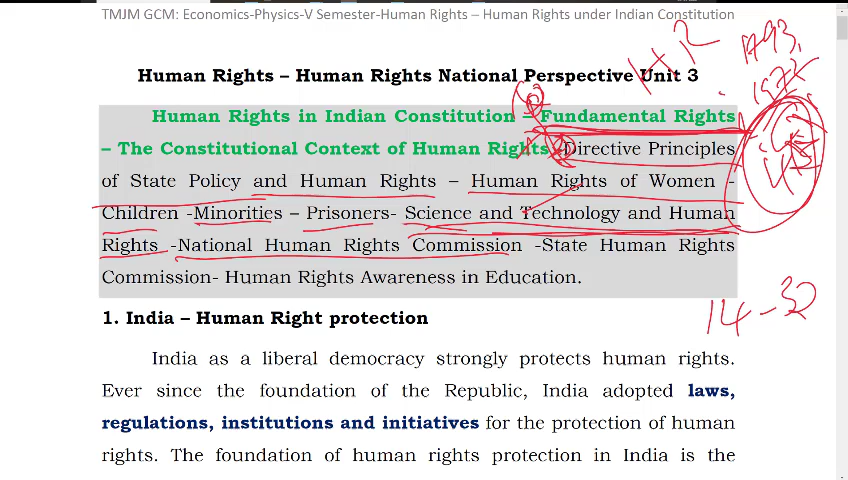 TMJM GCM: Economics-Physics-V Semester-Human Rights – Human Rights under Indian Constitution
Human Rights – Human Rights National Perspective Unit 3
Human Rights in Indian Constitution – Fundamental Rights
– The Constitutional Context of Human Rights Directive Principles
of State Policy and Human Rights – Human Rights of Women -
Children -Minorities – Prisoners- Science and Technology and Human
Rights -National Human Rights Commission -State Human Rights
Commission- Human Rights Awareness in Education.
14-32
1. India – Human Right protection
India as a liberal democracy strongly protects human rights.
Ever since the foundation of the Republic, India adopted laws,
regulations, institutions and initiatives for the protection of human
rights. The foundation of human rights protection in India is the